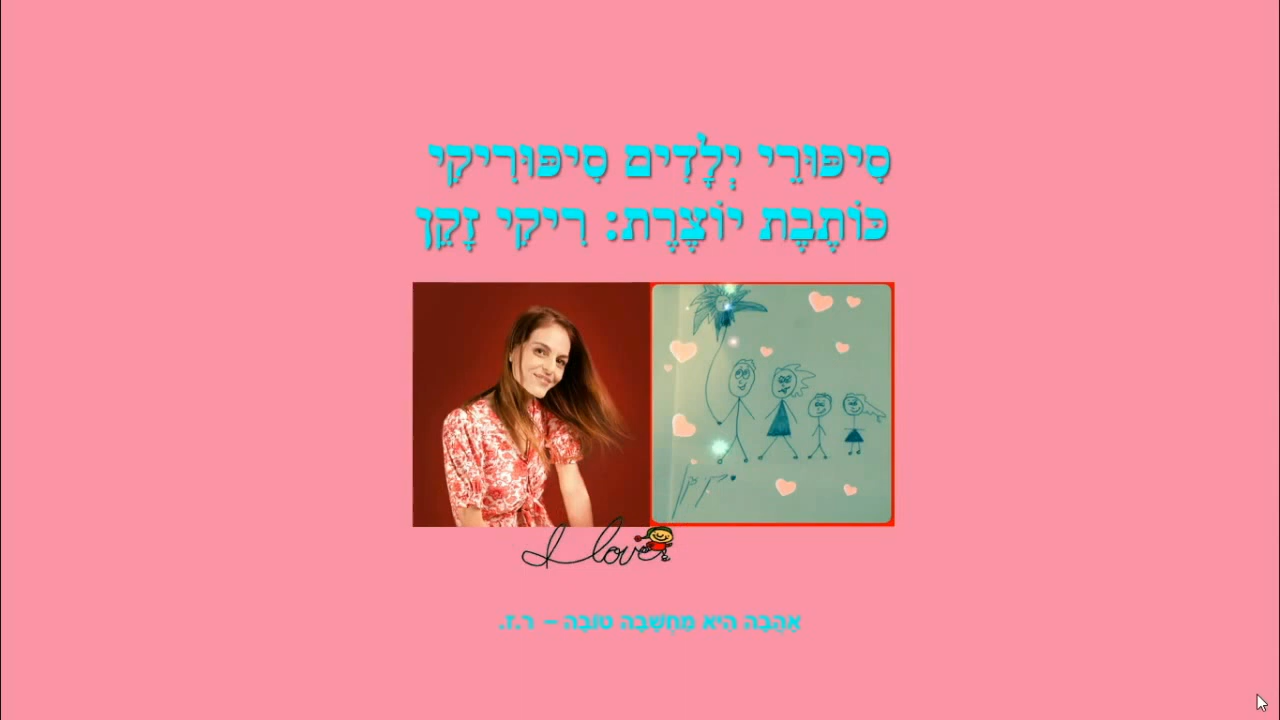 סִיפּוּרֵי יְלָדִים סִיפּוּרִיקִי
כּוֹתֶבֶת יוֹצֶרֶת: רִיקִי זָקֵן
I love
אַהֲבָה הִיא מַחְשָׁבָה טוֹבָה – ר.ז.